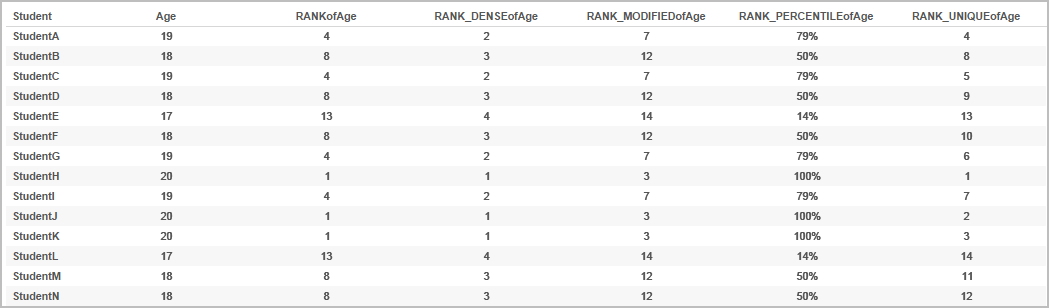 Student Age RANKofAge RANK_DENSEofAge RANK_MODIFIEDofAge RANK_PERCENTILEofAge RANK_UNIQUEofAge
StudentA 19 4 2 7 79% 4
StudentB 18 8 3 12 50% 8
StudentC 19 4 2 7 79% 5
StudentD 18 8 3 12 50% 9
StudentE 17 13 4 14 14% 13
StudentF 18 8 3 12 50% 10
StudentG 19 4 2 7 79% 6
StudentH 20 1 1 3 100% 1
StudentI 19 4 2 7 79% 7
StudentJ 20 1 1 3 100% 2
StudentK 20 1 1 3 100% 3
StudentL 17 13 4 14 14% 14
StudentM 18 8 3 12 50% 11
StudentN 18 8 3 12 50% 12